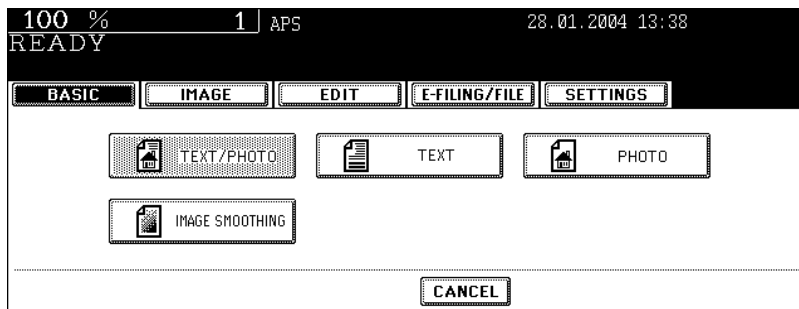 100 % 1 APS 28.01.2004 13:38
READY
BASIC IMAGE EDIT E-FILING/FILE SETTINGS
TEXT/PHOTO TEXT PHOTO
IMAGE SMOOTHING
CANCEL